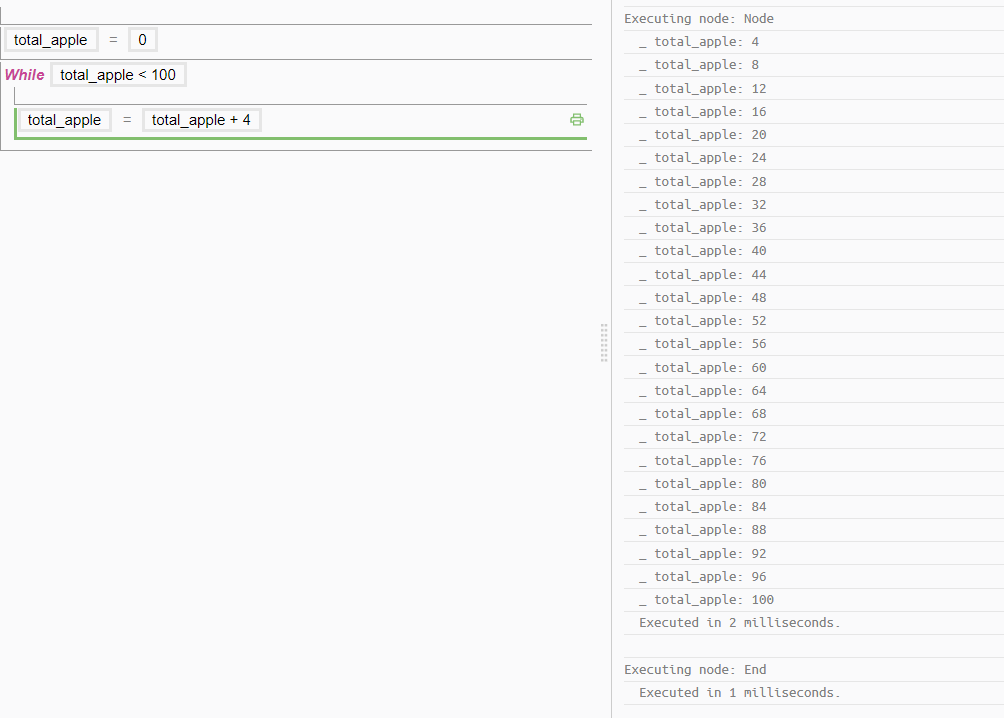 total_apple = 0
While total_apple < 100
total_apple = total_apple + 4
Executing node: Node
_ total_apple: 4
_ total_apple: 8
_ total_apple: 12
_ total_apple: 16
_ total_apple: 20
_ total_apple: 24
_ total_apple: 28
_ total_apple: 32
_ total_apple: 36
_ total_apple: 40
_ total_apple: 44
_ total_apple: 48
_ total_apple: 52
_ total_apple: 56
_ total_apple: 60
_ total_apple: 64
_ total_apple: 68
_ total_apple: 72
_ total_apple: 76
_ total_apple: 80
_ total_apple: 84
_ total_apple: 88
_ total_apple: 92
_ total_apple: 96
_ total_apple: 100
Executed in 2 milliseconds.
Executing node: End
Executed in 1 milliseconds.